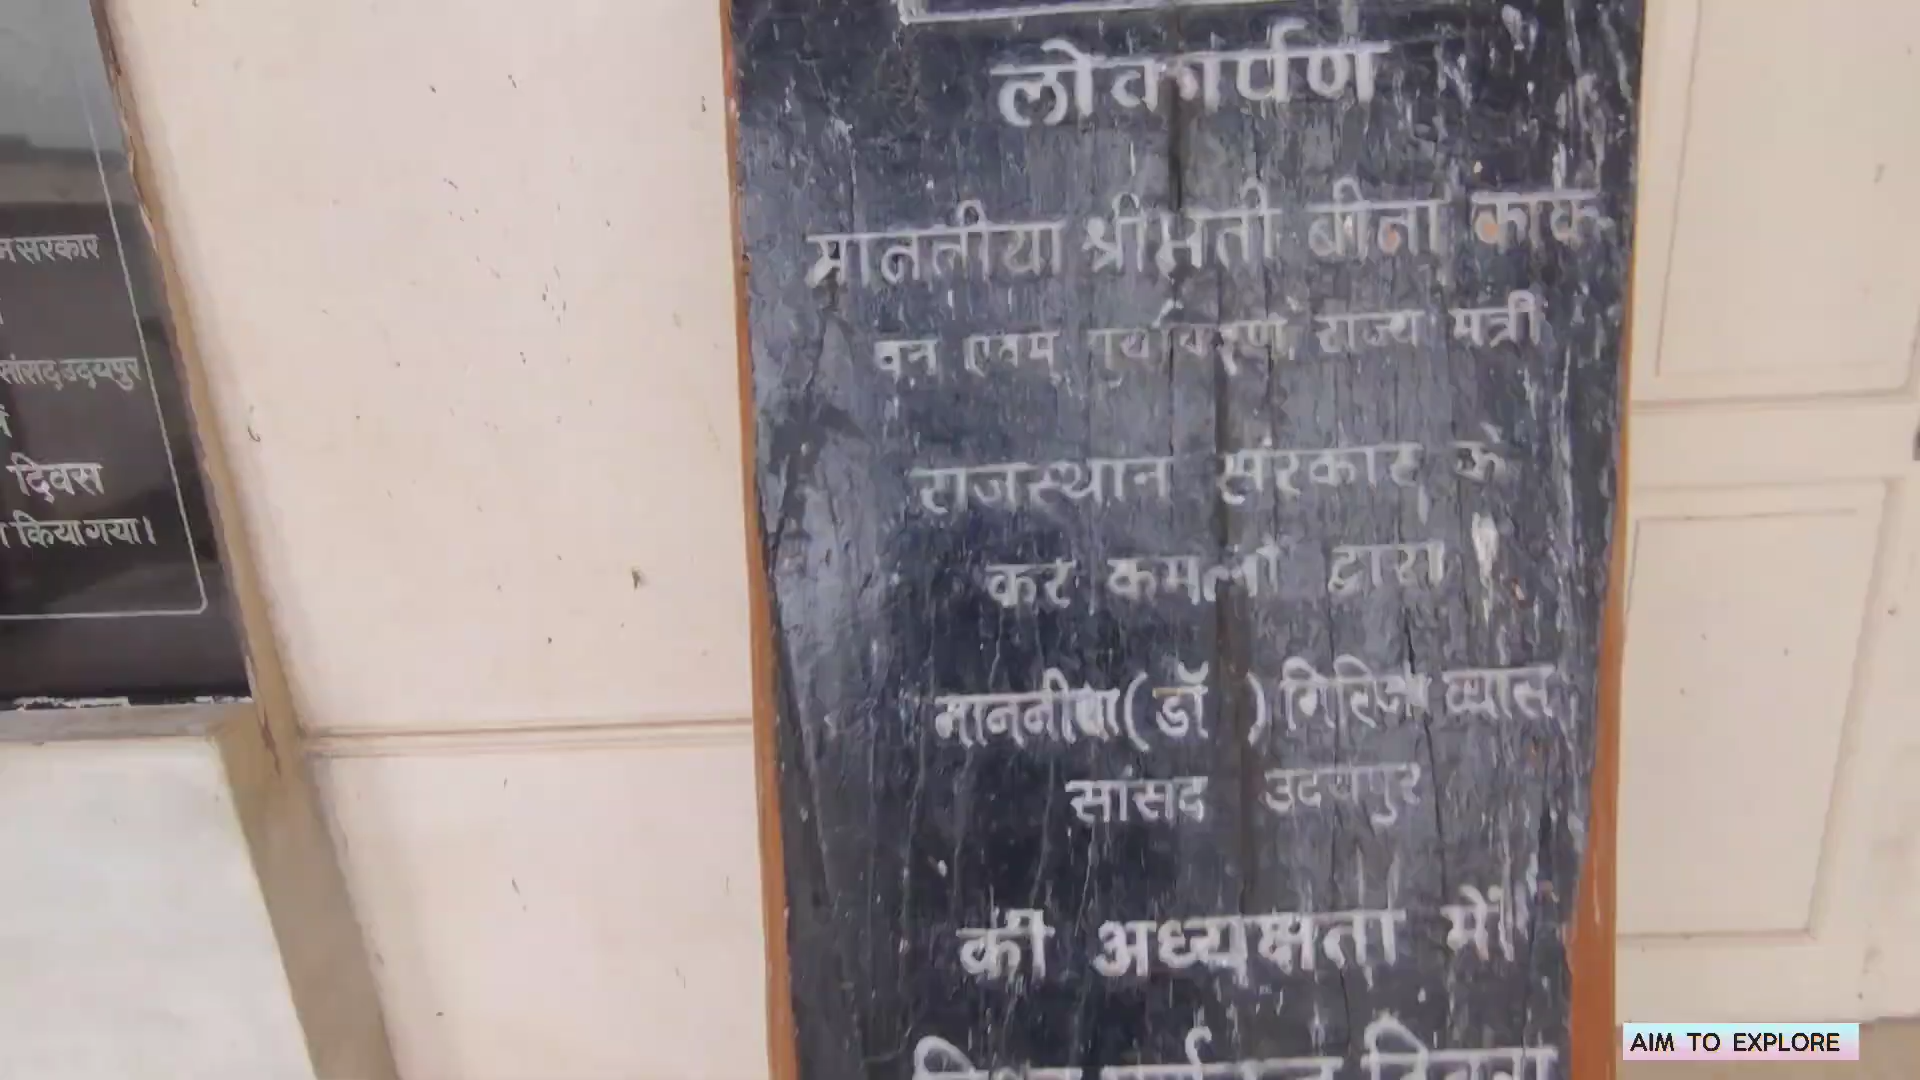 न सरकार
सांसद उदयपुर
दिवस
किया गया।
लोकार्पण
माननीया श्रीमती बीना काक
वन एवम् पर्यावरण राज्य मंत्री
राजस्थान सरकार के
कर कमलों द्वारा
माननीया (डॉ ) गिरिजा व्यास
सांसद उदयपुर
की अध्यक्षता में
AIM TO EXPLORE